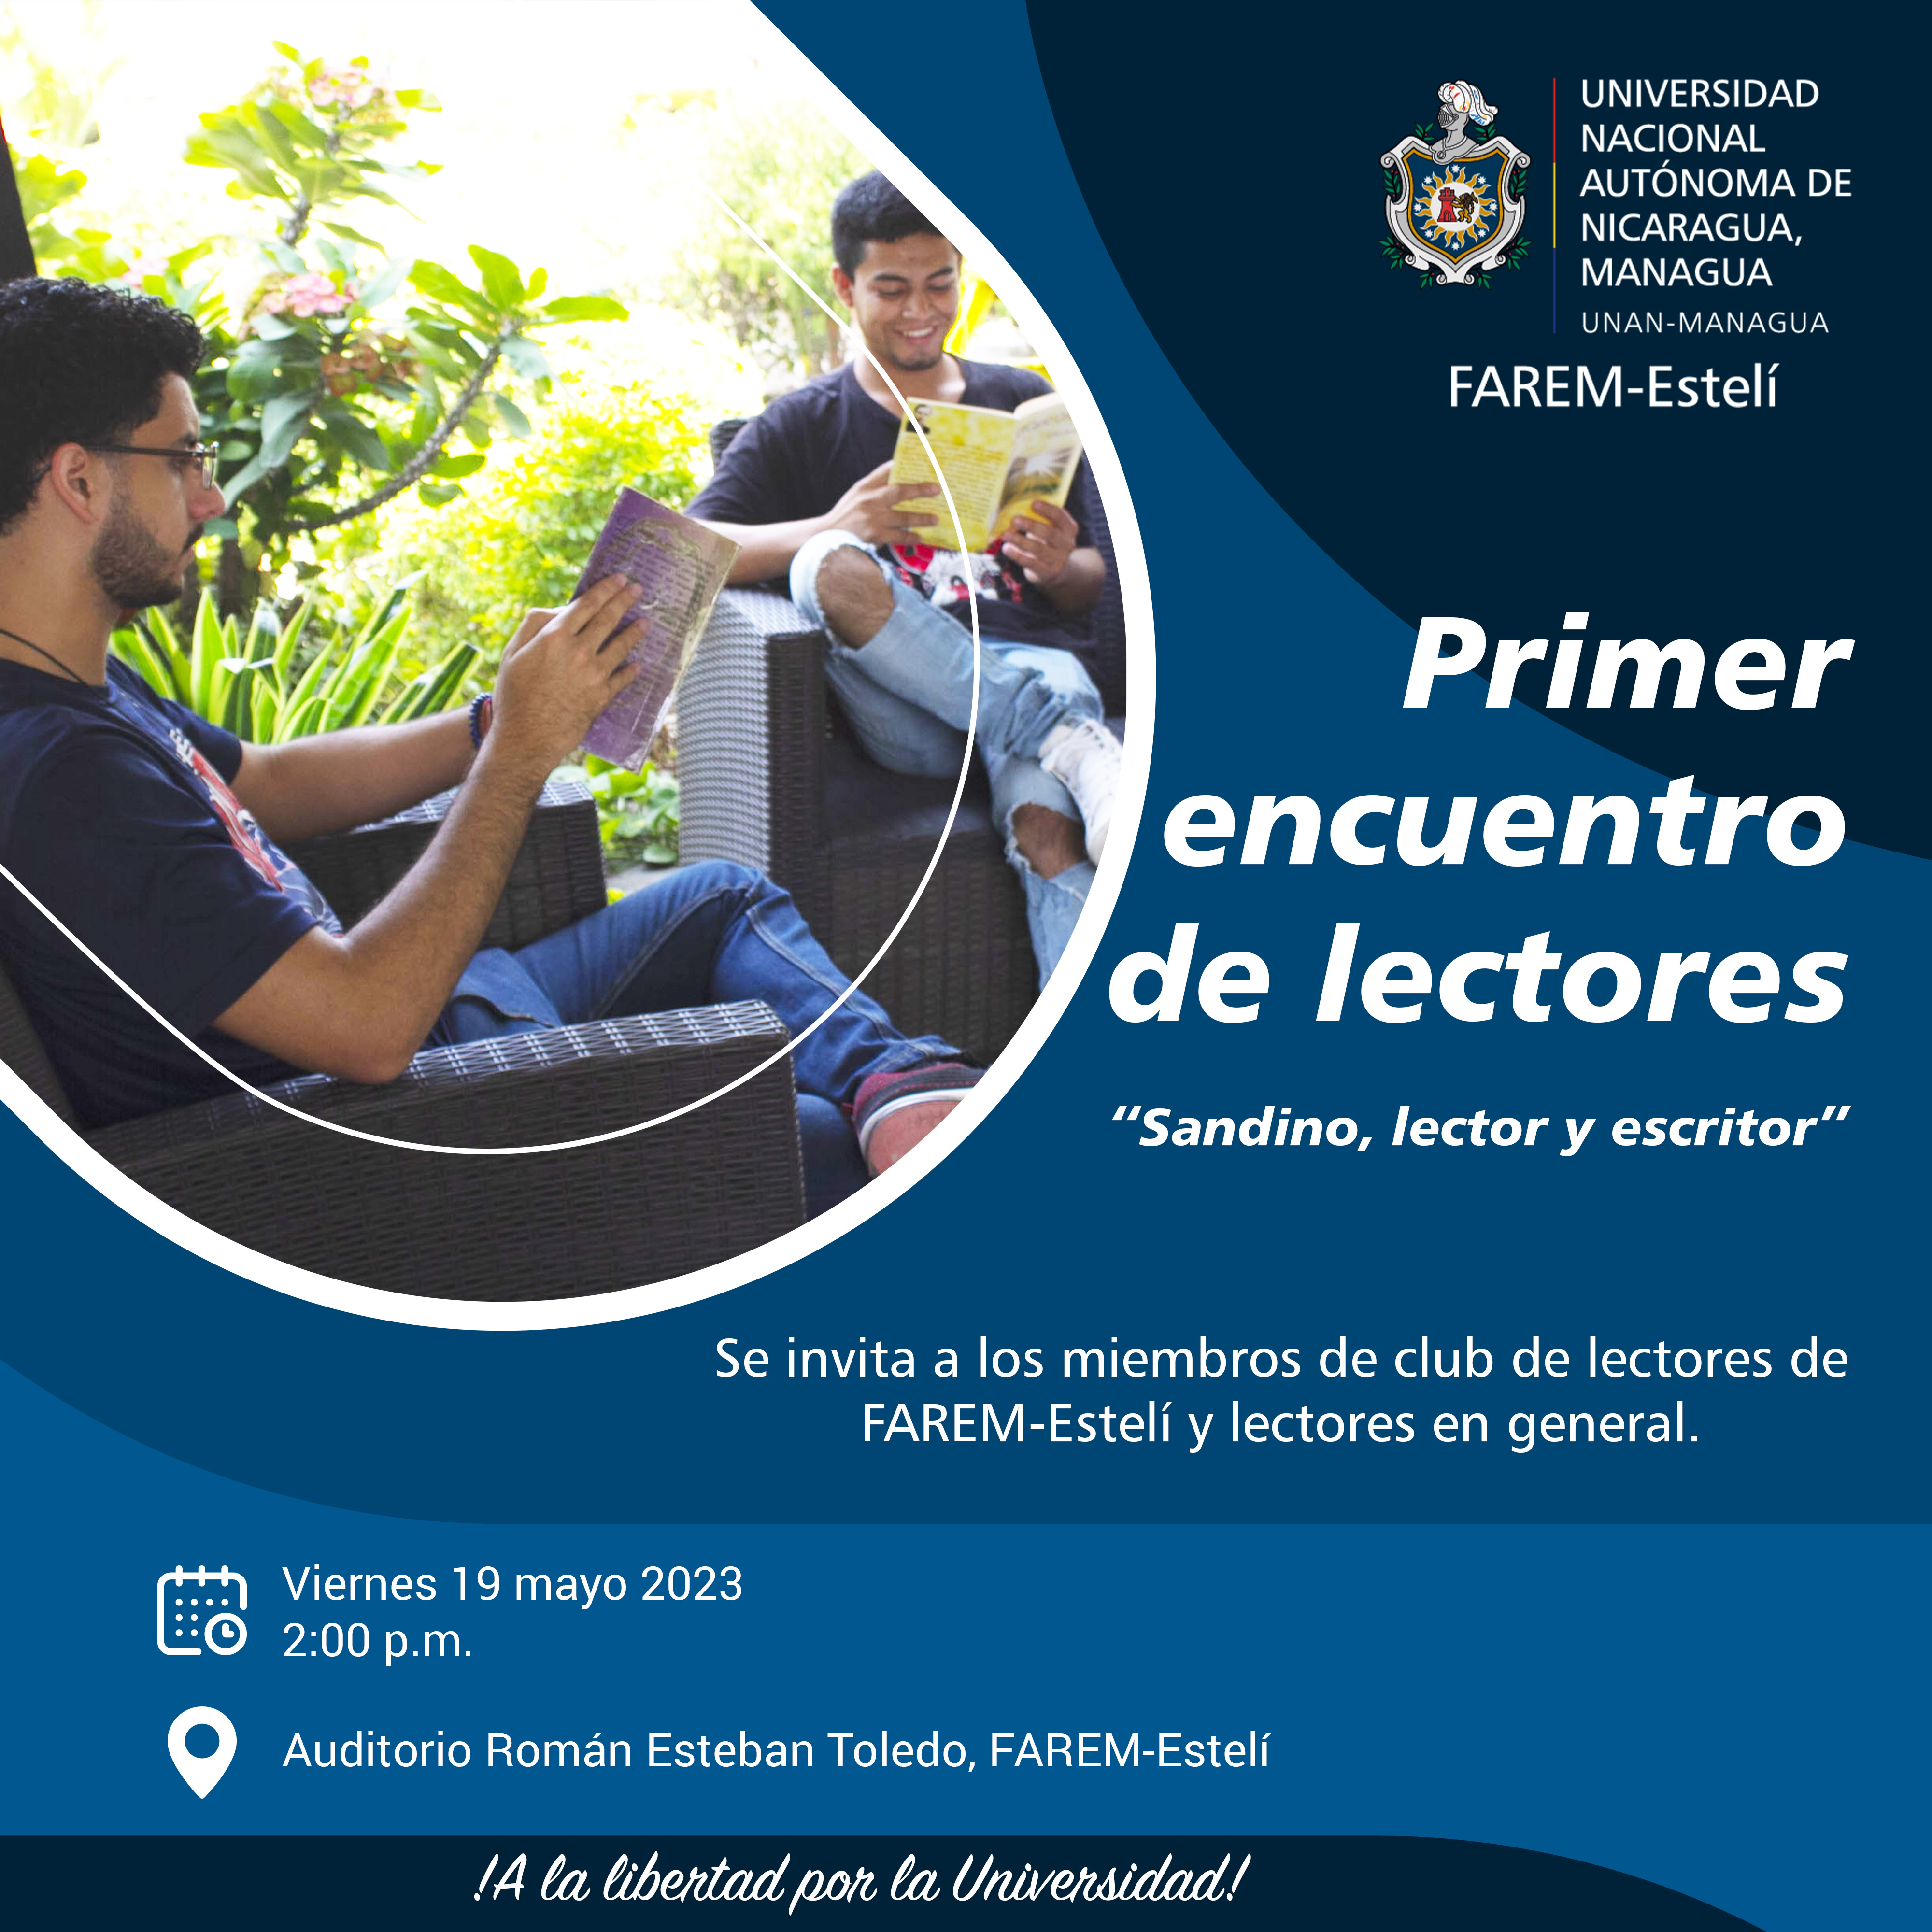 UNIVERSIDAD
NACIONAL
AUTÓNOMA DE
NICARAGUA,
MANAGUA
UNAN-MANAGUA
FAREM-Estelí
Primer
encuentro
de lectores
“Sandino, lector y escritor”
Se invita a los miembros de club de lectores de
FAREM-Estelí y lectores en general.
Viernes 19 mayo 2023
2:00 p.m.
Auditorio Román Esteban Toledo, FAREM-Estelí
!A la libertad por la Universidad!